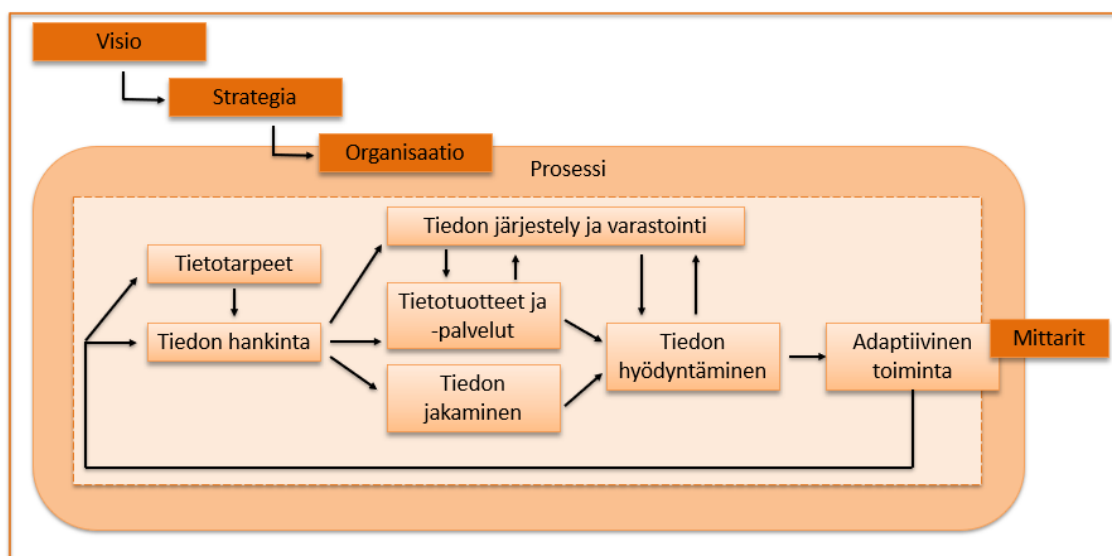 Visio
Strategia
Organisaatio
Prosessi
Tiedon järjestely ja varastointi
Tietotarpeet
Tiedon hankinta
Tietotuotteet ja
-palvelut
Tiedon
jakaminen
Tiedon
hyödyntäminen
Adaptiivinen
toiminta
Mittarit